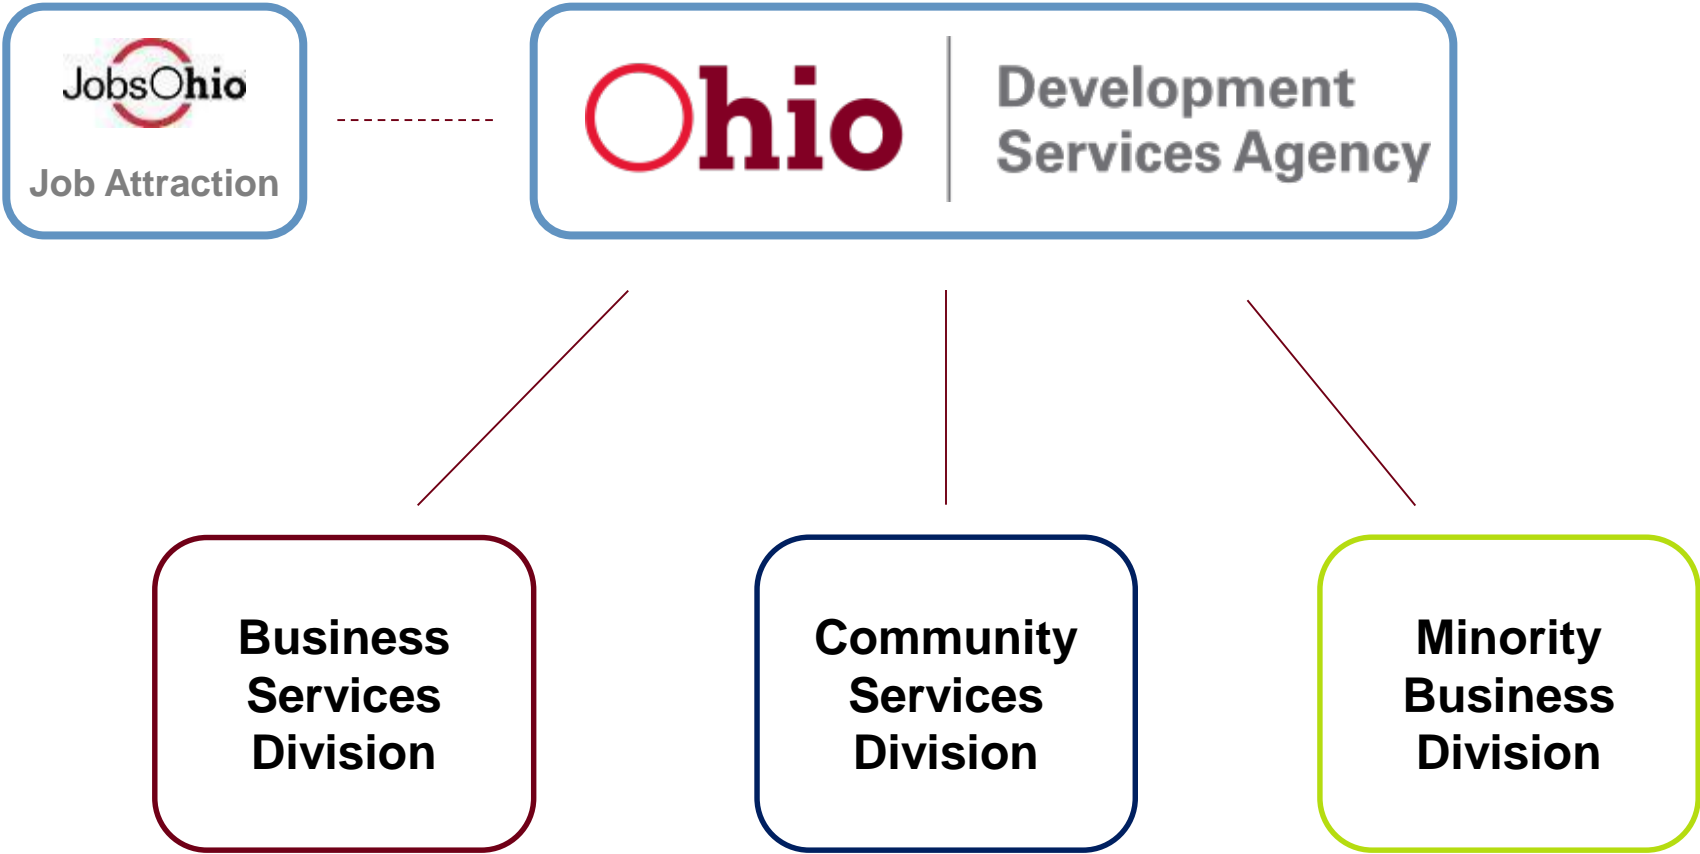 JobsOhio
Job Attraction
Ohio
Development
Services Agency
Business
Services
Division
Community
Services
Division
Minority
Business
Division